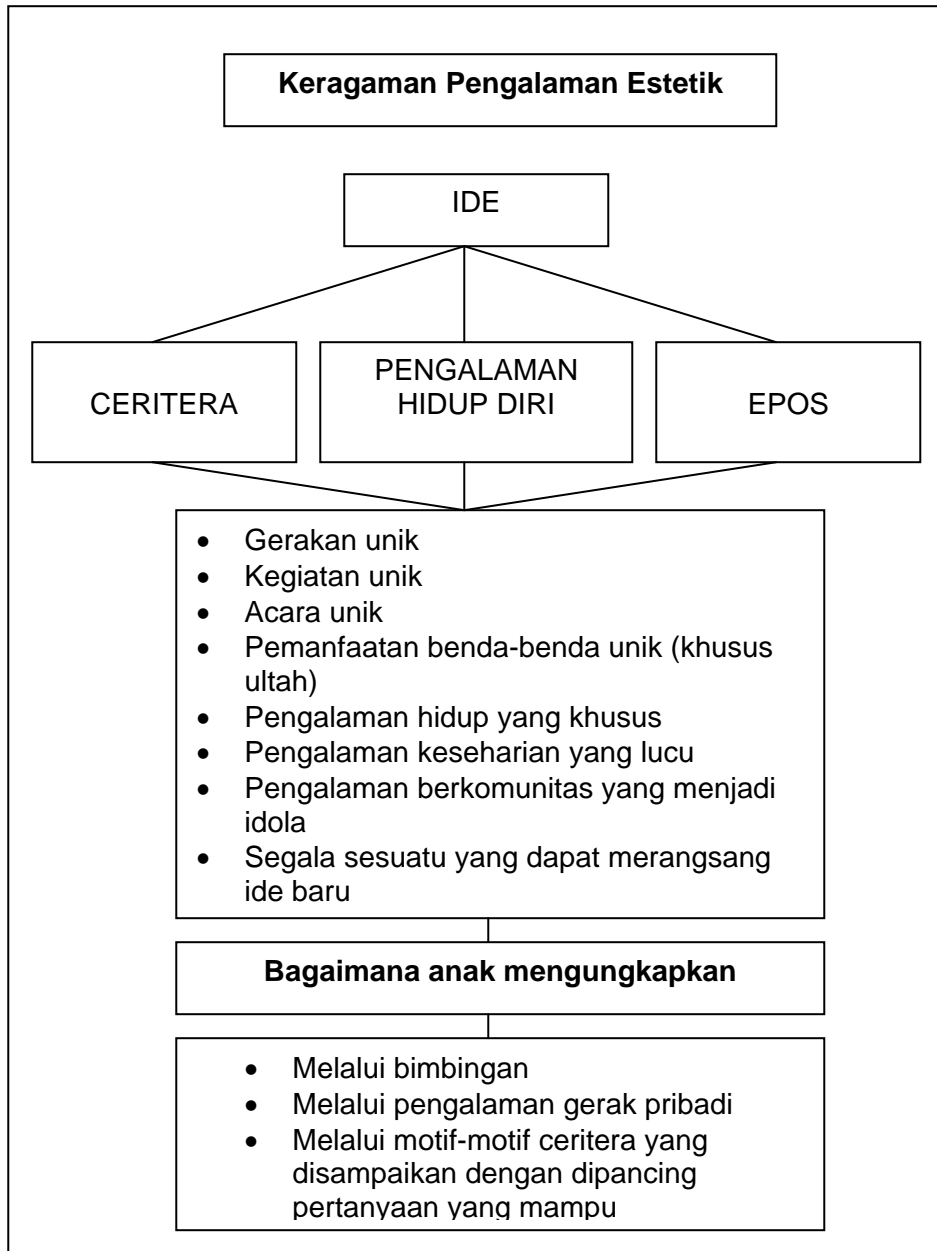 Keragaman Pengalaman Estetik
IDE
CERITERA
PENGALAMAN
HIDUP DIRI
EPOS
• Gerakan unik
• Kegiatan unik
• Acara unik
• Pemanfaatan benda-benda unik (khusus
ultah)
• Pengalaman hidup yang khusus
• Pengalaman keseharian yang lucu
• Pengalaman berkomunitas yang menjadi
idola
• Segala sesuatu yang dapat merangsang
ide baru
Bagaimana anak mengungkapkan
• Melalui bimbingan
• Melalui pengalaman gerak pribadi
• Melalui motif-motif ceritera yang
disampaikan dengan dipancing
pertanyaan yang mampu